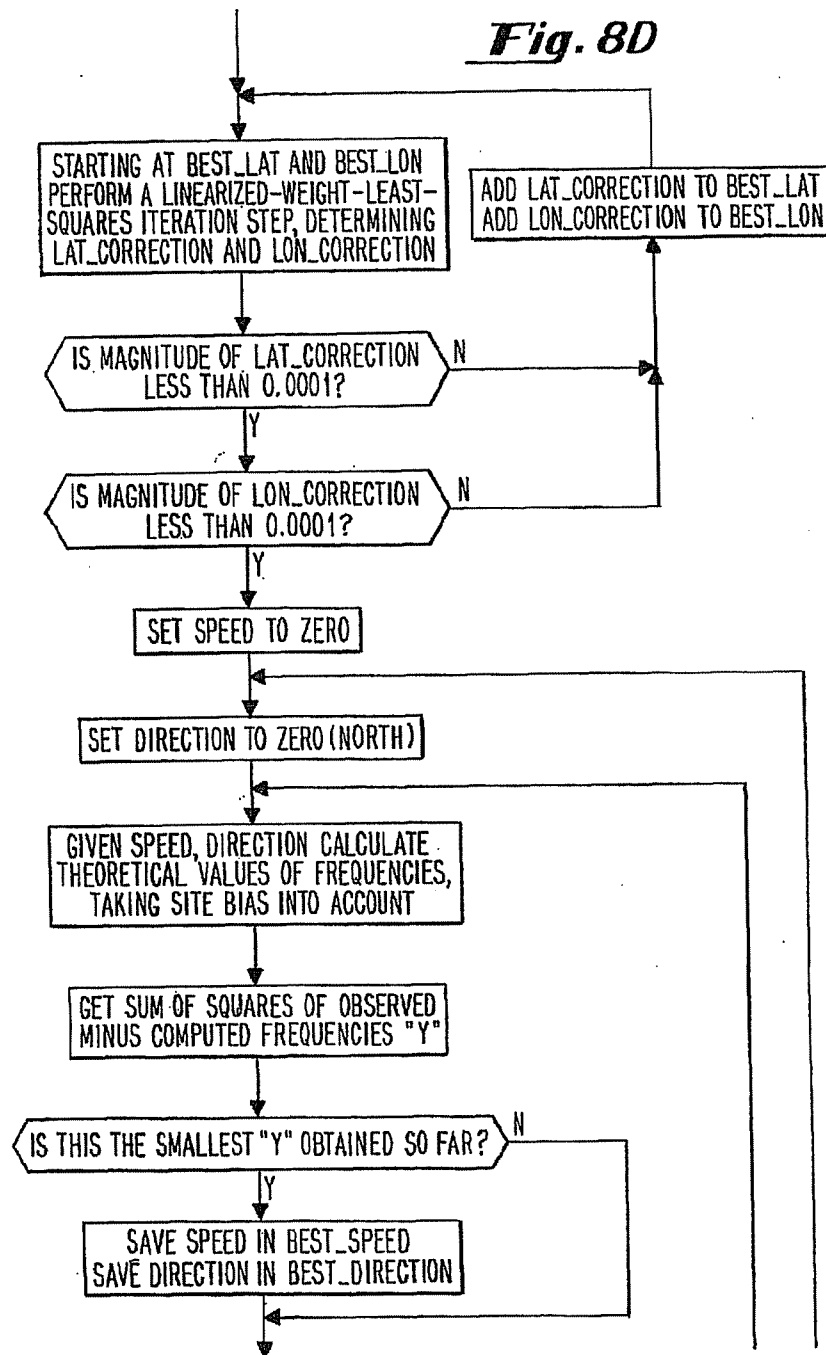 Fig. 8D
STARTING AT BEST_LAT AND BEST_LON
PERFORM A LINEARIZED-WEIGHT-LEAST-
SQUARES ITERATION STEP, DETERMINING
LAT_CORRECTION AND LON_CORRECTION
ADD LAT_CORRECTION TO BEST_LAT
ADD LON_CORRECTION TO BEST_LON
IS MAGNITUDE OF LAT_CORRECTION
LESS THAN 0.0001?
N
Y
IS MAGNITUDE OF LON_CORRECTION
LESS THAN 0.0001?
N
Y
SET SPEED TO ZERO
SET DIRECTION TO ZERO (NORTH)
GIVEN SPEED, DIRECTION CALCULATE
THEORETICAL VALUES OF FREQUENCIES,
TAKING SITE BIAS INTO ACCOUNT
GET SUM OF SQUARES OF OBSERVED
MINUS COMPUTED FREQUENCIES "Y"
IS THIS THE SMALLEST "Y" OBTAINED SO FAR?
N
Y
SAVE SPEED IN BEST_SPEED
SAVE DIRECTION IN BEST_DIRECTION